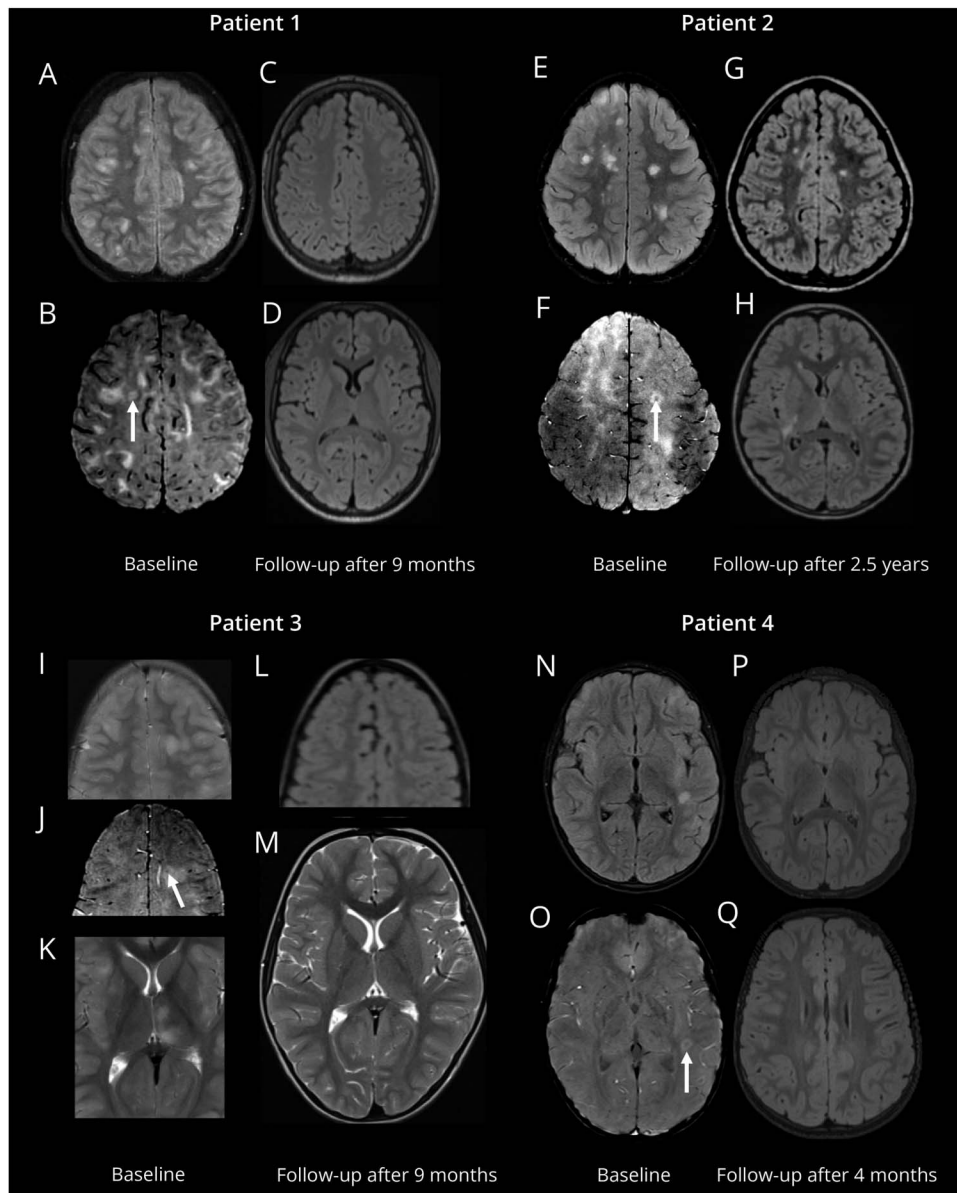 Patient 1
Patient 2
A
C
E
G
B
D
F
H
Baseline
Follow-up after 9 months
Baseline
Follow-up after 2.5 years
Patient 3
Patient 4
I
L
N
P
J
M
K
O
Q
Baseline
Follow-up after 9 months
Baseline
Follow-up after 4 months